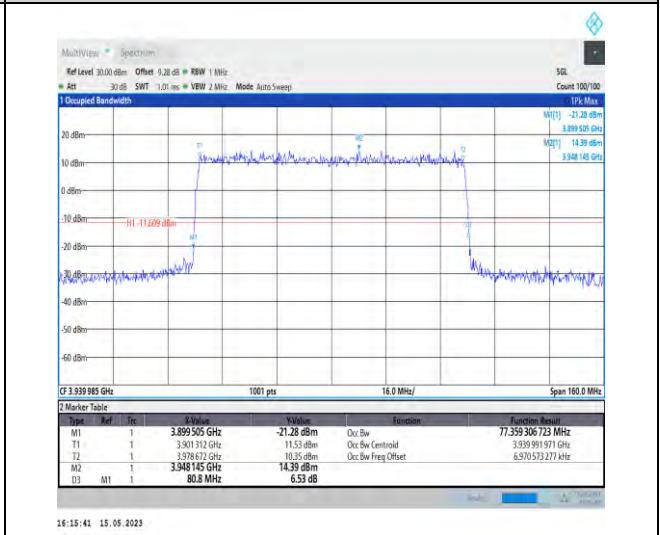 MultiView Spectrum
Ref Level 30.00 dBm Offset 9.28 dB RBW 1 MHz SGL
Att 30 dB SWT 1.01 ms VBW 2 MHz Mode Auto Sweep Count 100/100
1 Occupied Bandwidth 1Pk Max
M1[1] -21.28 dBm
3.899 505 GHz
20 dBm
T1 M2 T2
M2[1] 14.39 dBm
3.948 145 GHz
10 dBm
0 dBm
-10 dBm
H1 -11.609 dBm
M1
-20 dBm
-30 dBm
-40 dBm
-50 dBm
-60 dBm
CF 3.939 985 GHz 1001 pts 16.0 MHz/ Span 160.0 MHz
2 Marker Table
Type Ref Trc X-Value Y-Value Function Function Result
M1 1 3.899 505 GHz -21.28 dBm Occ Bw 77.359 306 723 MHz
T1 1 3.901 312 GHz 11.53 dBm Occ Bw Centroid 3.939 991 971 GHz
T2 1 3.978 672 GHz 10.35 dBm Occ Bw Freq Offset 6.970 573 277 kHz
M2 1 3.948 145 GHz 14.39 dBm
D3 M1 1 80.8 MHz 6.53 dB
16:15:41 15.05.2023